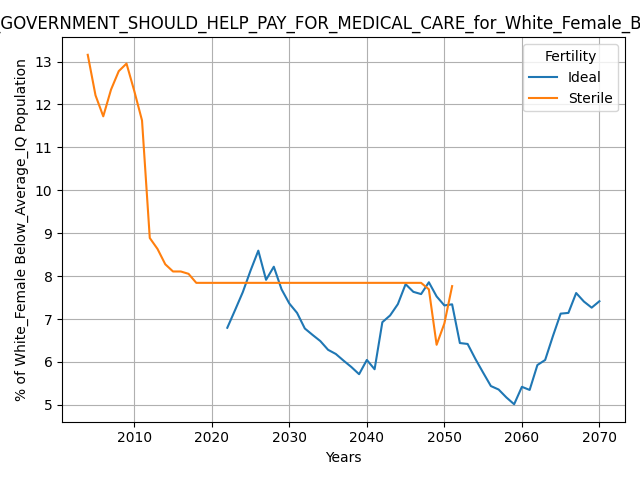 _GOVERNMENT_SHOULD_HELP_PAY_FOR_MEDICAL_CARE_for_White_Female_B
Fertility
Ideal
Sterile
% of White_Female Below_Average_IQ Population
13
12
11
10
9
8
7
6
5
2010 2020 2030 2040 2050 2060 2070
Years